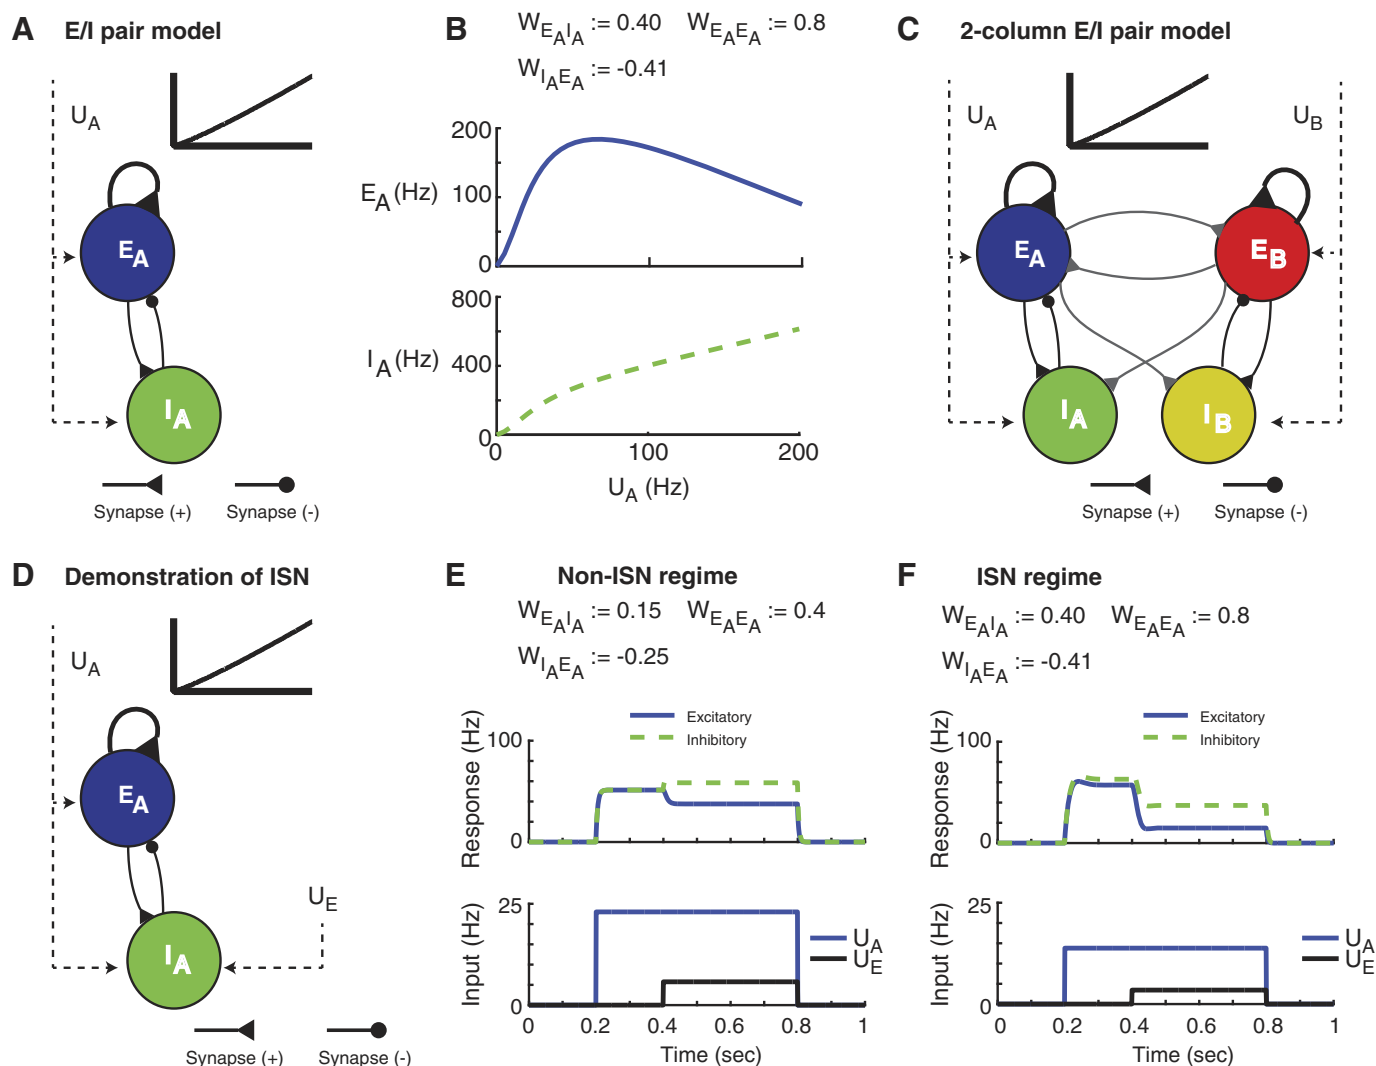 A E/I pair model
U_A
E_A
I_A
Synapse (+) Synapse (-)
B
W_{E_A I_A} := 0.40 W_{E_A E_A} := 0.8
W_{I_A E_A} := -0.41
200
E_A (Hz) 100
0
800
I_A (Hz) 400
0
0 100 200
U_A (Hz)
C 2-column E/I pair model
U_A U_B
E_A E_B
I_A I_B
Synapse (+) Synapse (-)
D Demonstration of ISN
U_A
E_A
U_E
I_A
Synapse (+) Synapse (-)
E Non-ISN regime
W_{E_A I_A} := 0.15 W_{E_A E_A} := 0.4
W_{I_A E_A} := -0.25
Excitatory
Inhibitory
Response (Hz)
100
0
Input (Hz)
25
0
U_A
U_E
0 0.2 0.4 0.6 0.8 1
Time (sec)
F ISN regime
W_{E_A I_A} := 0.40 W_{E_A E_A} := 0.8
W_{I_A E_A} := -0.41
Excitatory
Inhibitory
Response (Hz)
100
0
Input (Hz)
25
0
U_A
U_E
0 0.2 0.4 0.6 0.8 1
Time (sec)